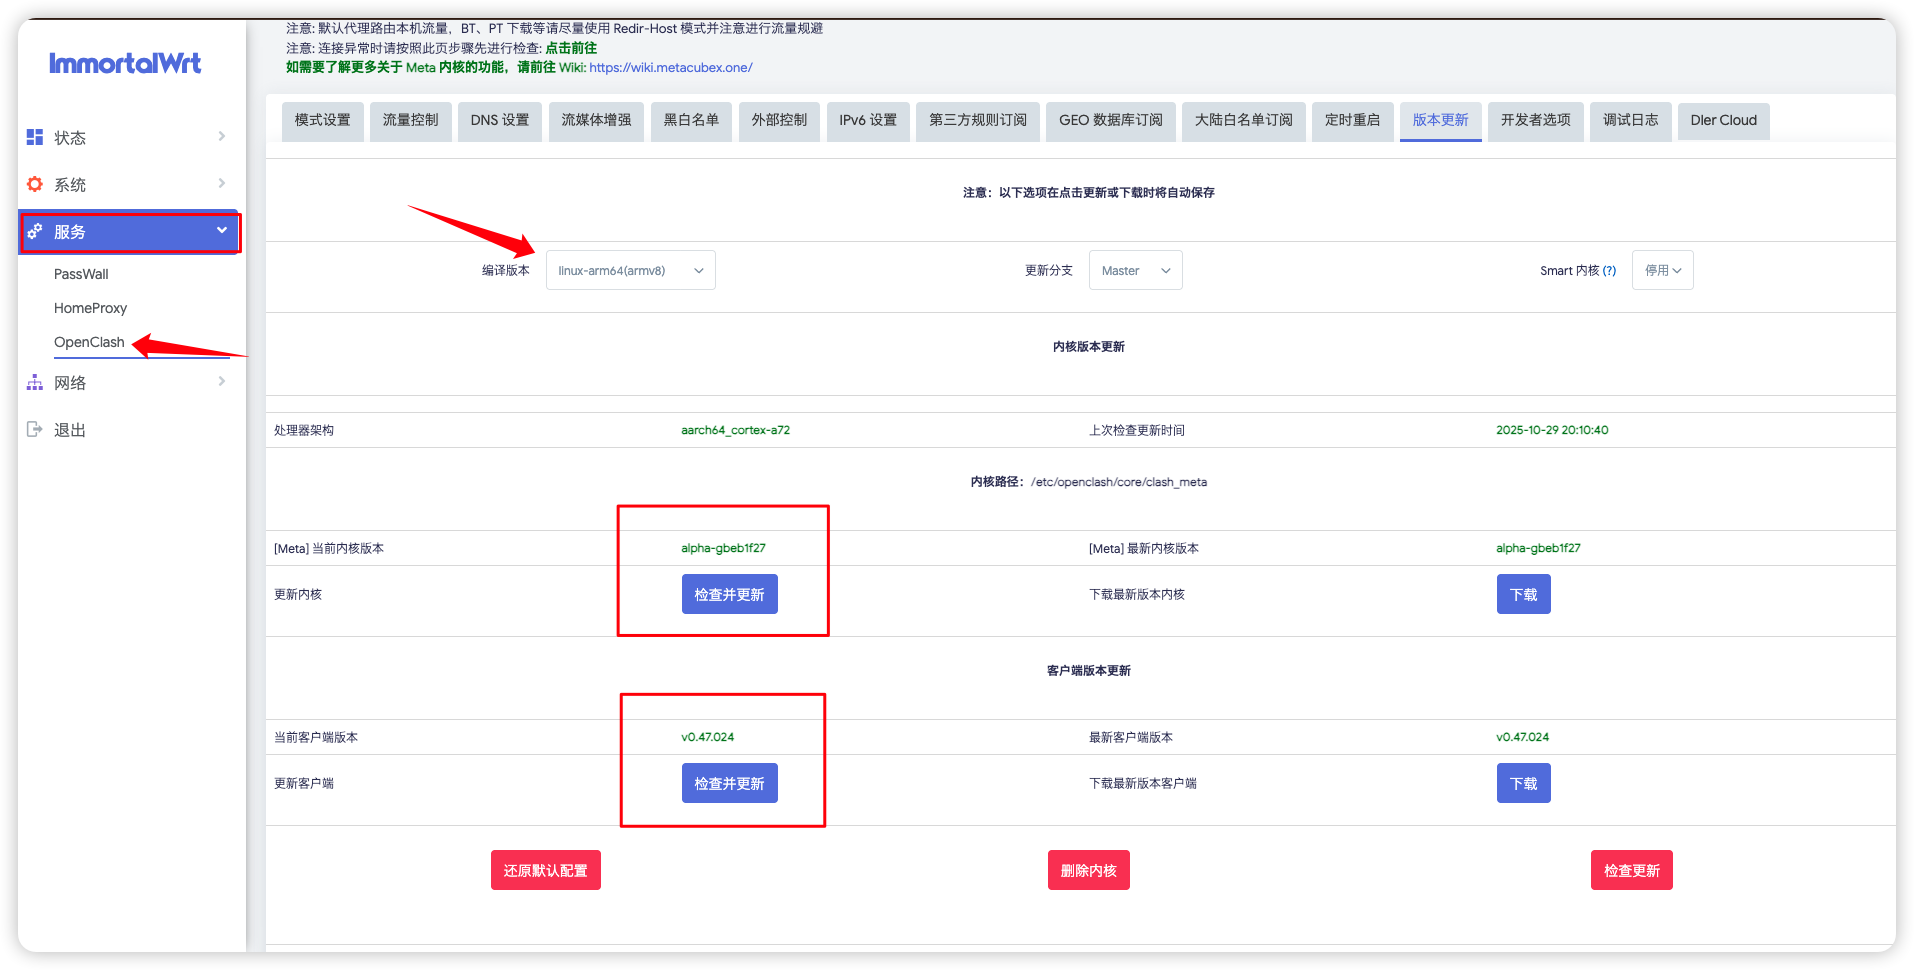 注意: 默认代理路由本机流量，BT、PT 下载等请尽量使用 Redir-Host 模式并注意进行流量规避
注意: 连接异常时请按照此页步骤先进行检查: 点击前往
如需要了解更多关于 Meta 内核的功能，请前往 Wiki: https://wiki.metacubex.one/
ImmortalWrt
状态
系统
服务
PassWall
HomeProxy
OpenClash
网络
退出
模式设置 流量控制 DNS 设置 流媒体增强 黑白名单 外部控制 IPv6 设置 第三方规则订阅 GEO 数据库订阅 大陆白名单订阅 定时重启 版本更新 开发者选项 调试日志 Dler Cloud
注意：以下选项在点击更新或下载时将自动保存
编译版本 linux-arm64(armv8) 更新分支 Master Smart 内核 (?) 停用
内核版本更新
处理器架构 aarch64_cortex-a72 上次检查更新时间 2025-10-29 20:10:40
内核路径：/etc/openclash/core/clash_meta
[Meta] 当前内核版本 alpha-gbeb1f27 [Meta] 最新内核版本 alpha-gbeb1f27
更新内核 检查并更新 下载最新版本内核 下载
客户端版本更新
当前客户端版本 v0.47.024 最新客户端版本 v0.47.024
更新客户端 检查并更新 下载最新版本客户端 下载
还原默认配置 删除内核 检查更新